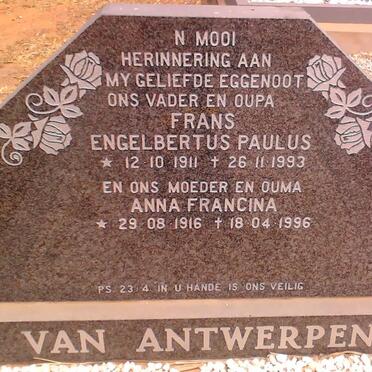 N MOOI
HERINNERING AAN
MY GELIEFDE EGGENOOT
ONS VADER EN OUPA
FRANS
ENGELBERTUS PAULUS
★ 12·10·1911 ✝ 26·11·1993
EN ONS MOEDER EN OUMA
ANNA FRANCINA
★ 29·08·1916 ✝ 18·04·1996
PS. 23:4. IN U HANDE IS ONS VEILIG
VAN ANTWERPEN